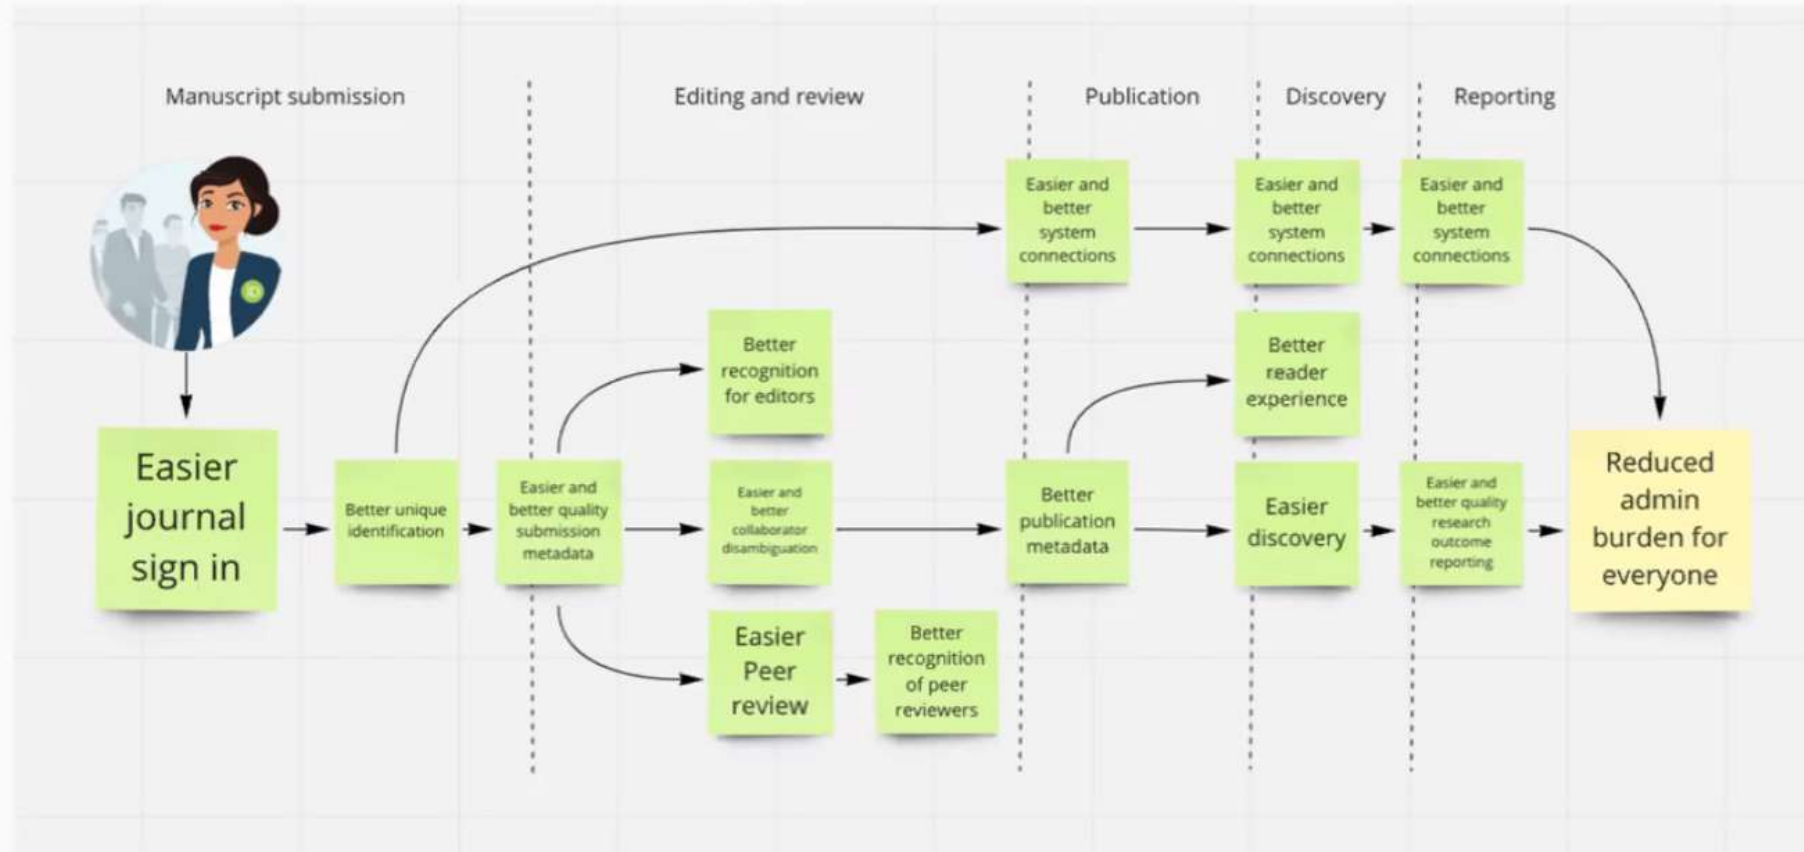 Manuscript submission
Editing and review
Publication
Discovery
Reporting
Easier and
better
system
connections
Easier and
better
system
connections
Easier and
better
system
connections
Better
recognition
for editors
Better
reader
experience
Easier
journal
sign in
Better unique
identification
Easier and
better quality
submission
metadata
Easier and
better
collaborator
disambiguation
Better
publication
metadata
Easier
discovery
Easier and
better quality
research
outcome
reporting
Reduced
admin
burden for
everyone
Easier
Peer
review
Better
recognition
of peer
reviewers